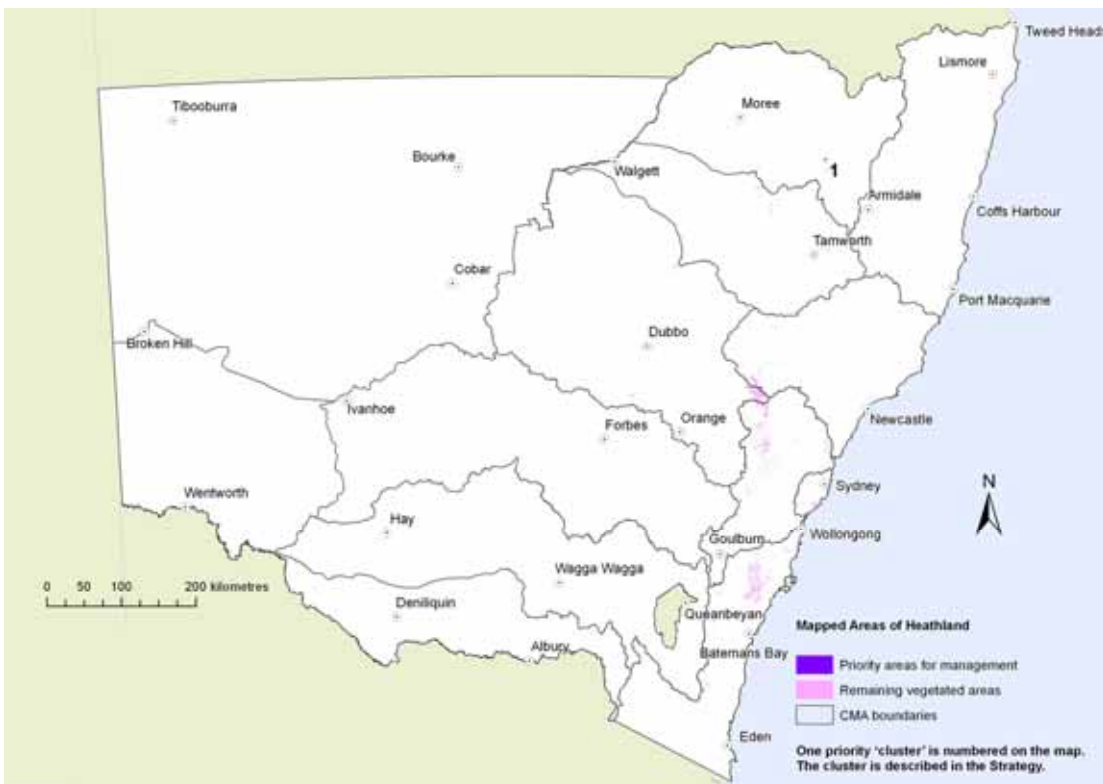 Tweed Heads
Lismore
Tibooburra
Moree
Bourke
Walgett
1
Armidale
Coffs Harbour
Tamworth
Cobar
Port Macquarie
Dubbo
Broken Hill
Ivanhoe
Orange
Newcastle
Forbes
Wentworth
Sydney
N
Hay
Goulburn
Wollongong
Wagga Wagga
0 50 100 200 kilometres
Deniliquin
Queanbeyan
Mapped Areas of Heathland
Albury
Batemans Bay
Priority areas for management
Remaining vegetated areas
CMA boundaries
Eden
One priority 'cluster' is numbered on the map.
The cluster is described in the Strategy.